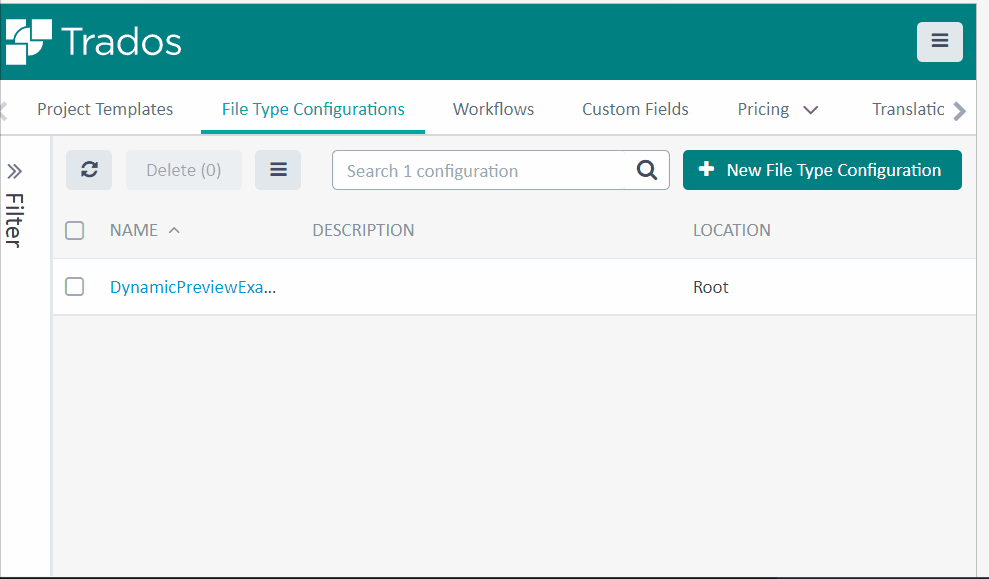 Trados
Project Templates File Type Configurations Workflows Custom Fields Pricing Translatio
Delete (0) Search 1 configuration New File Type Configuration
Filter
NAME DESCRIPTION LOCATION
DynamicPreviewExa... Root